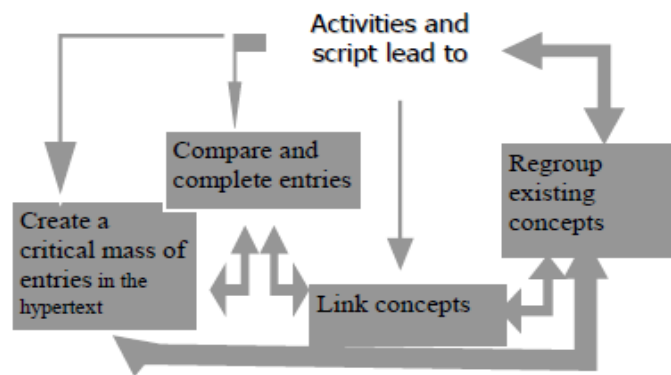 Activities and
script lead to
Compare and
complete entries
Regroup
existing
concepts
Create a
critical mass of
entries in the
hypertext
Link concepts